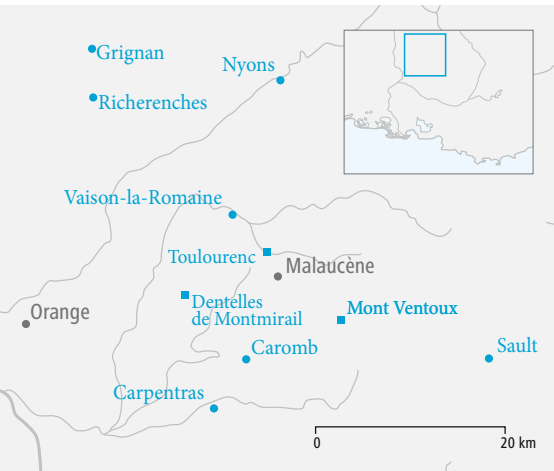 Grignan
Nyons
Richerenches
Vaison-la-Romaine
Toulourenc
Malaucène
Dentelles
de Montmirail
Mont Ventoux
Orange
Caromb
Sault
Carpentras
0
20 km